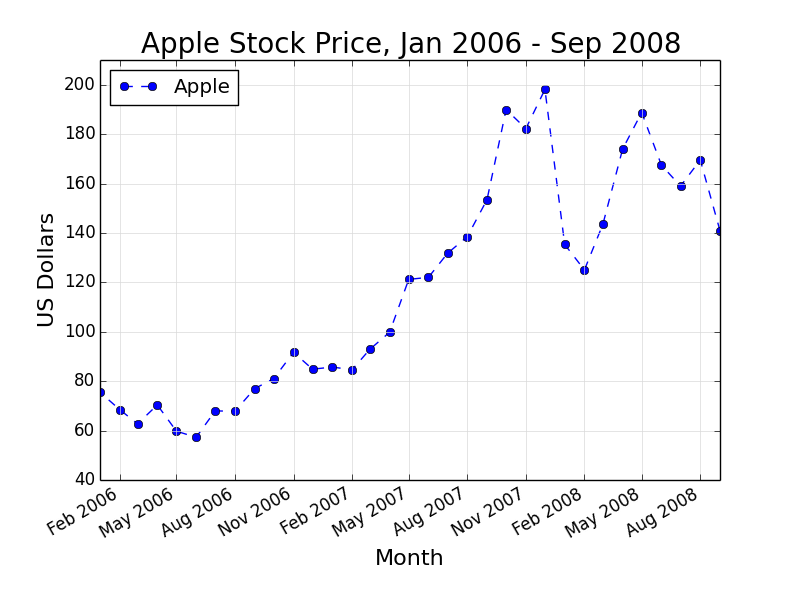 Apple Stock Price, Jan 2006 - Sep 2008
Apple
200
180
160
140
120
100
80
60
40
US Dollars
Feb 2006
May 2006
Aug 2006
Nov 2006
Feb 2007
May 2007
Aug 2007
Nov 2007
Feb 2008
May 2008
Aug 2008
Month